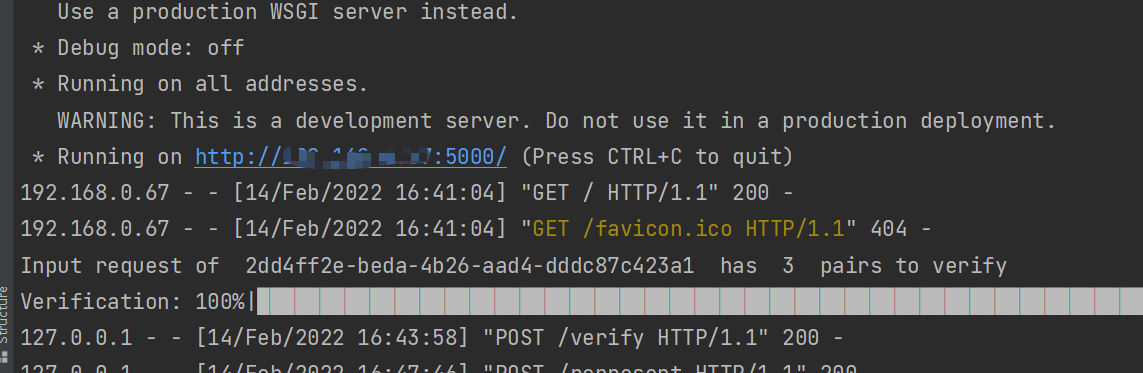 Use a production WSGI server instead.
* Debug mode: off
* Running on all addresses.
WARNING: This is a development server. Do not use it in a production deployment.
* Running on http:// :5000/ (Press CTRL+C to quit)
192.168.0.67 - - [14/Feb/2022 16:41:04] "GET / HTTP/1.1" 200 -
192.168.0.67 - - [14/Feb/2022 16:41:04] "GET /favicon.ico HTTP/1.1" 404 -
Input request of  2dd4ff2e-beda-4b26-aad4-dddc87c423a1  has  3  pairs to verify
Verification: 100%|
127.0.0.1 - - [14/Feb/2022 16:43:58] "POST /verify HTTP/1.1" 200 -
127.0.0.1 - - [14/Feb/2022 16:47:46] "POST /represent HTTP/1.1" 200
Structure